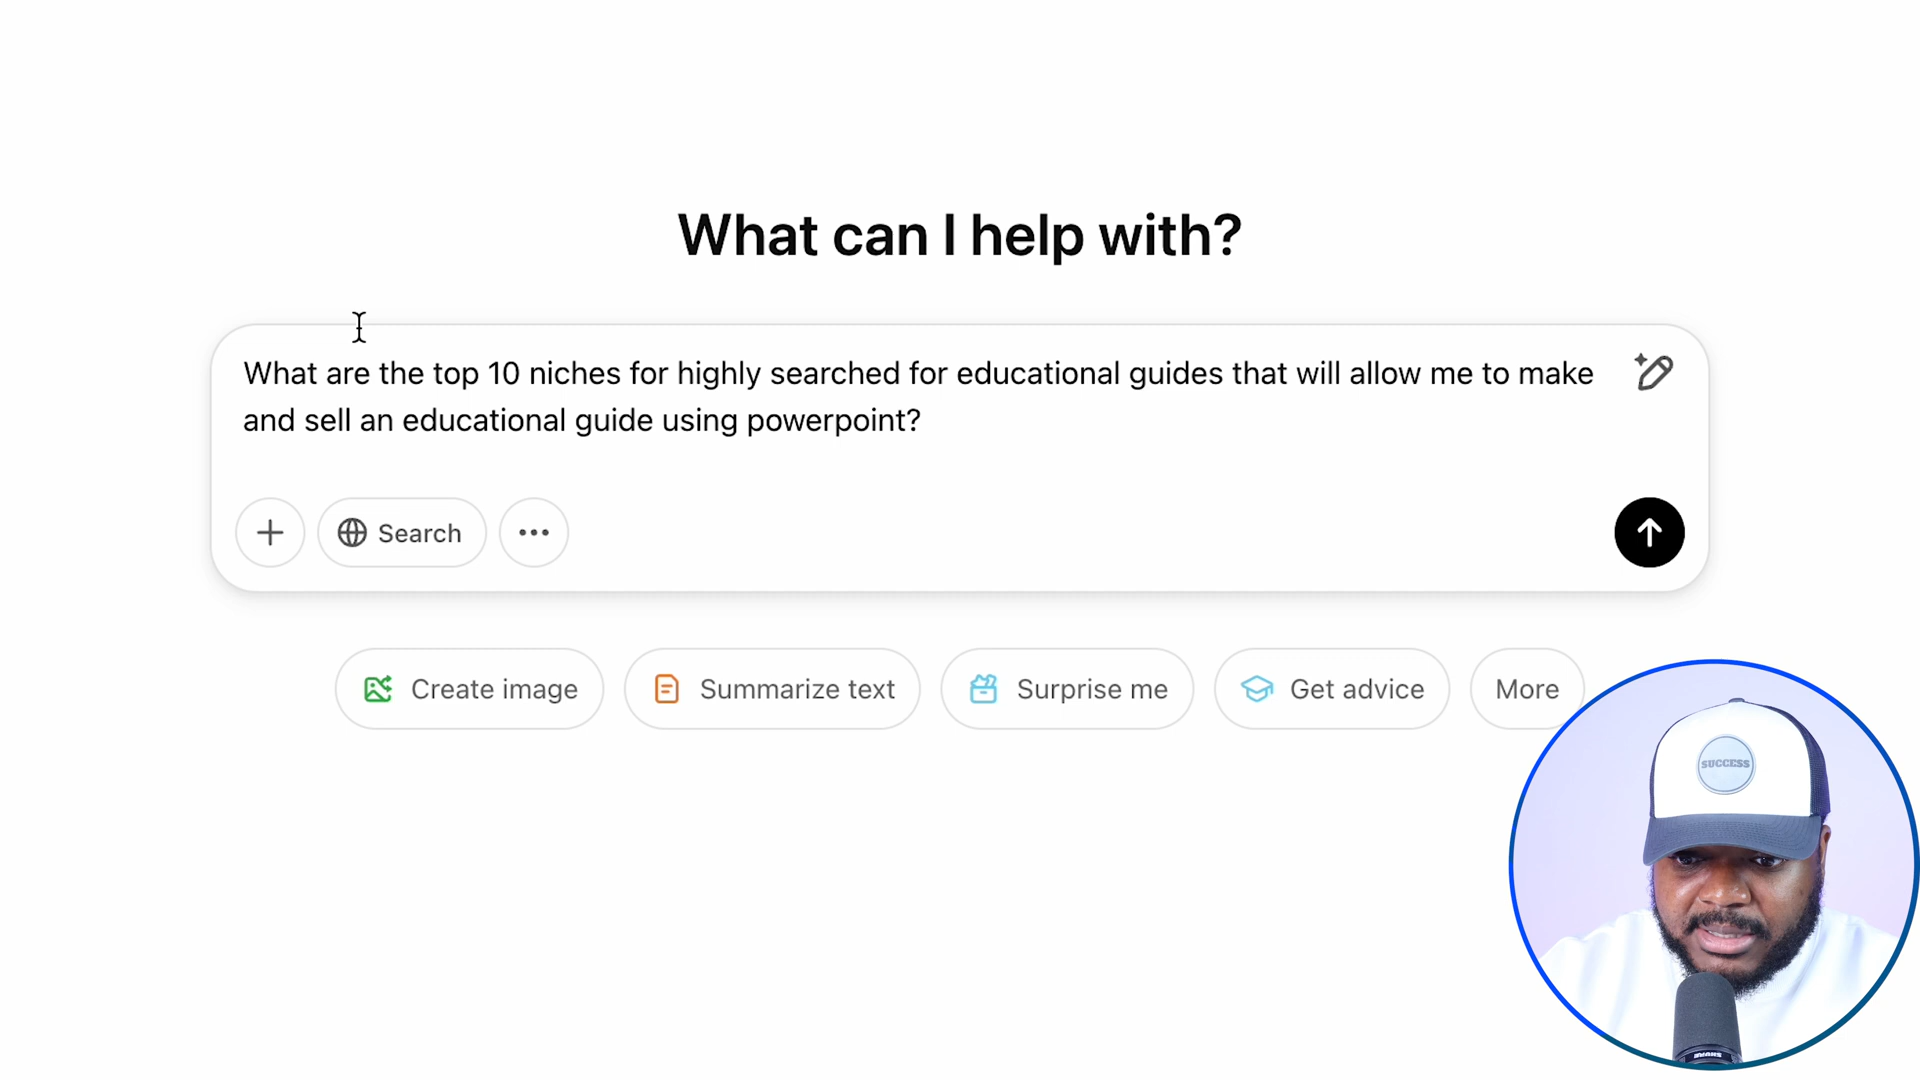 What can I help with?
What are the top 10 niches for highly searched for educational guides that will allow me to make
and sell an educational guide using powerpoint?
Search
Create image
Summarize text
Surprise me
Get advice
More
SUCCESS
SHURE